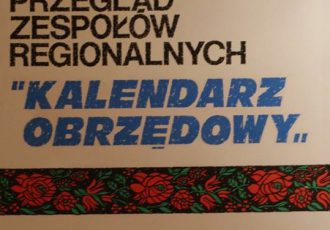 PRZEGLĄD
ZESPOŁÓW
REGIONALNYCH
"KALENDARZ
OBRZĘDOWY„